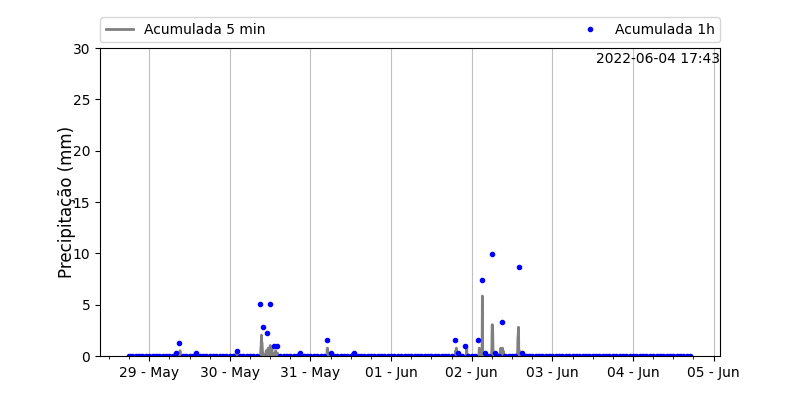 Acumulada 5 min Acumulada 1h
2022-06-04 17:43
Precipitação (mm)
30
25
20
15
10
5
0
29 - May 30 - May 31 - May 01 - Jun 02 - Jun 03 - Jun 04 - Jun 05 - Jun